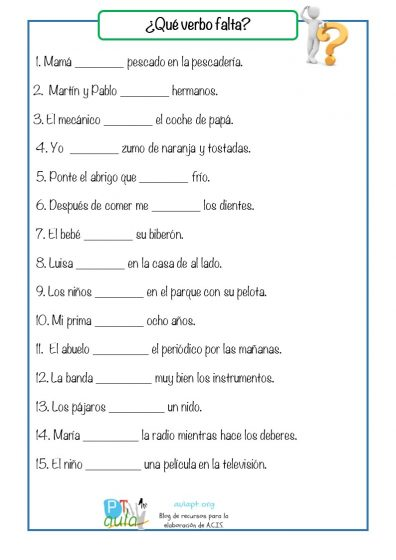 ¿Qué verbo falta?
1. Mamá ________ pescado en la pescadería.
2. Martín y Pablo ________ hermanos.
3. El mecánico ________ el coche de papá.
4. Yo ________ zumo de naranja y tostadas.
5. Ponte el abrigo que ________ frío.
6. Después de comer me ________ los dientes.
7. El bebé ________ su biberón.
8. Luisa ________ en la casa de al lado.
9. Los niños ________ en el parque con su pelota.
10. Mi prima ________ ocho años.
11. El abuelo ________ el periódico por las mañanas.
12. La banda ________ muy bien los instrumentos.
13. Los pájaros ________ un nido.
14. María ________ la radio mientras hace los deberes.
15. El niño ________ una película en la televisión.
PT
aula
aulapt.org
Blog de recursos para la
elaboración de A.C.I.S.